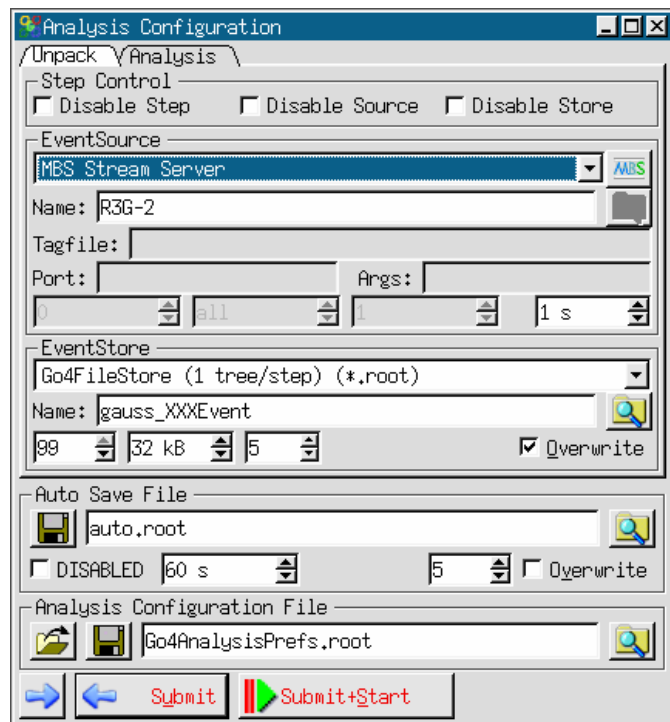 Analysis Configuration
Unpack Analysis
Step Control
Disable Step Disable Source Disable Store
EventSource
MBS Stream Server MBS
Name: R3G-2
Tagfile:
Port: Args:
0 all 1 1 s
EventStore
Go4FileStore (1 tree/step) (*.root)
Name: gauss_XXXEvent
99 32 kB 5 Overwrite
Auto Save File
auto.root
DISABLED 60 s 5 Overwrite
Analysis Configuration File
Go4AnalysisPrefs.root
Submit Submit+Start